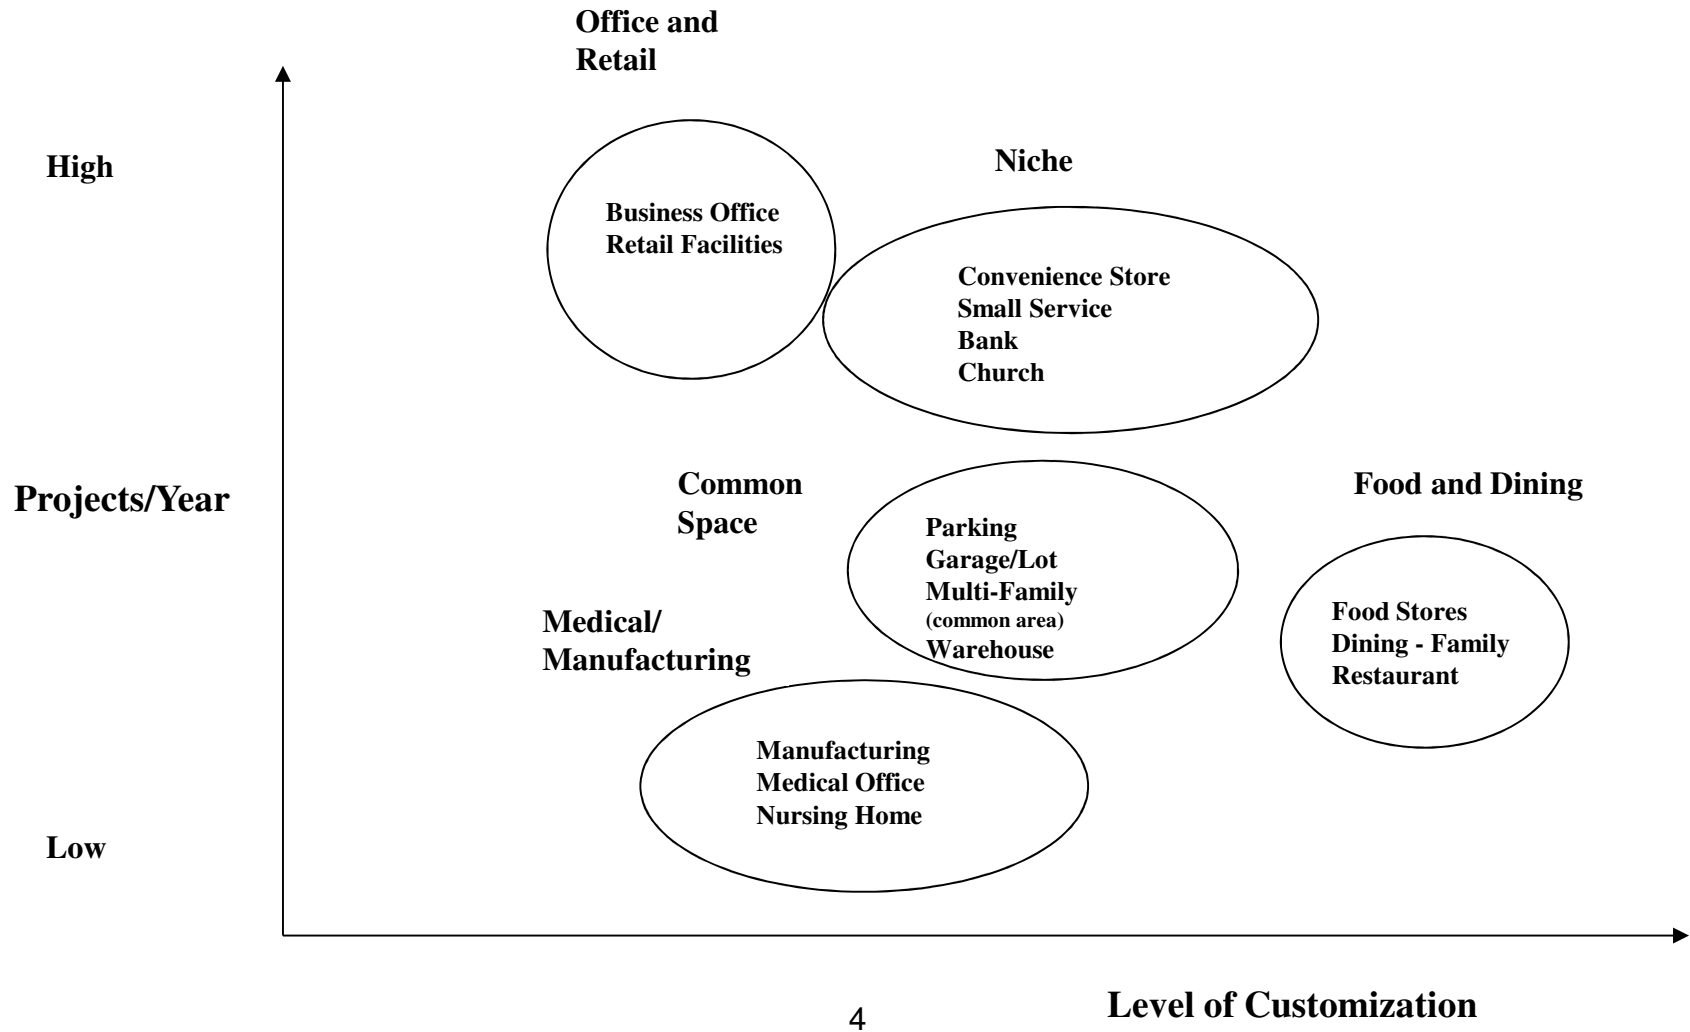 Office and
Retail
High
Niche
Business Office
Retail Facilities
Convenience Store
Small Service
Bank
Church
Projects/Year
Common
Space
Food and Dining
Parking
Garage/Lot
Multi-Family
(common area)
Warehouse
Medical/
Manufacturing
Food Stores
Dining - Family
Restaurant
Manufacturing
Medical Office
Nursing Home
Low
Level of Customization
4